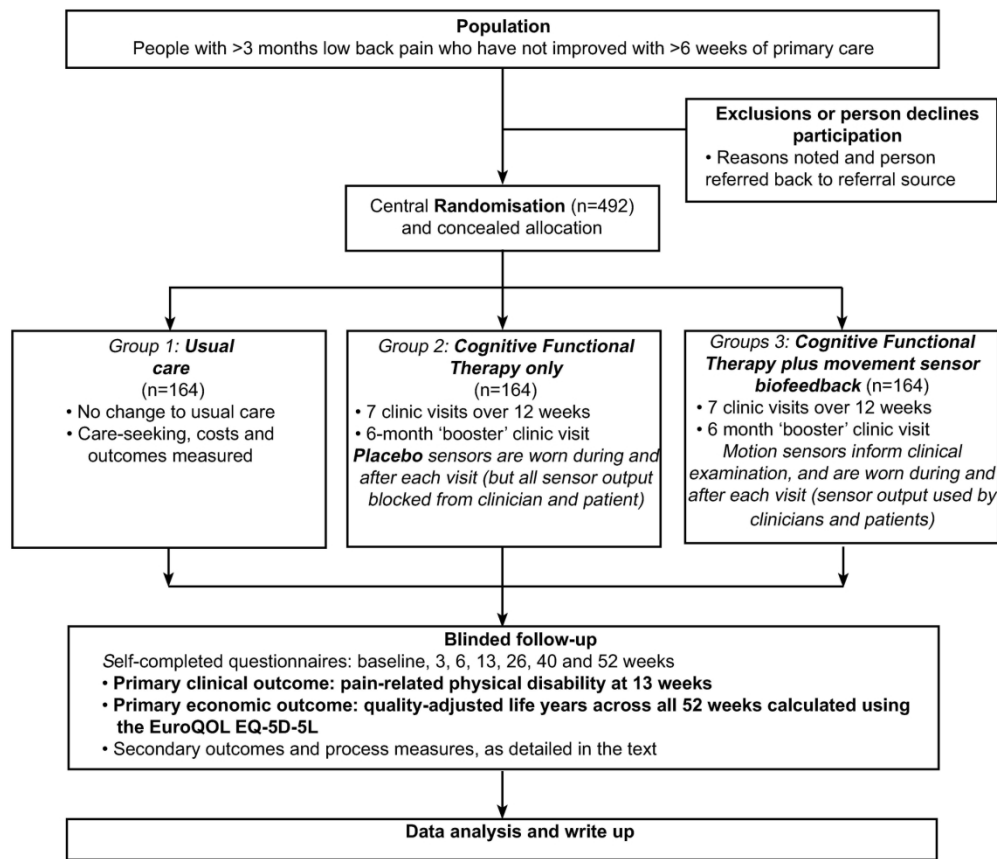 Population
People with >3 months low back pain who have not improved with >6 weeks of primary care
Exclusions or person declines
participation
• Reasons noted and person
referred back to referral source
Central Randomisation (n=492)
and concealed allocation
Group 1: Usual
care
(n=164)
• No change to usual care
• Care-seeking, costs and
outcomes measured
Group 2: Cognitive Functional
Therapy only
(n=164)
• 7 clinic visits over 12 weeks
• 6-month ‘booster’ clinic visit
Placebo sensors are worn during and
after each visit (but all sensor output
blocked from clinician and patient)
Groups 3: Cognitive Functional
Therapy plus movement sensor
biofeedback (n=164)
• 7 clinic visits over 12 weeks
• 6 month ‘booster’ clinic visit
Motion sensors inform clinical
examination, and are worn during and
after each visit (sensor output used by
clinicians and patients)
Blinded follow-up
Self-completed questionnaires: baseline, 3, 6, 13, 26, 40 and 52 weeks
• Primary clinical outcome: pain-related physical disability at 13 weeks
• Primary economic outcome: quality-adjusted life years across all 52 weeks calculated using
the EuroQOL EQ-5D-5L
• Secondary outcomes and process measures, as detailed in the text
Data analysis and write up